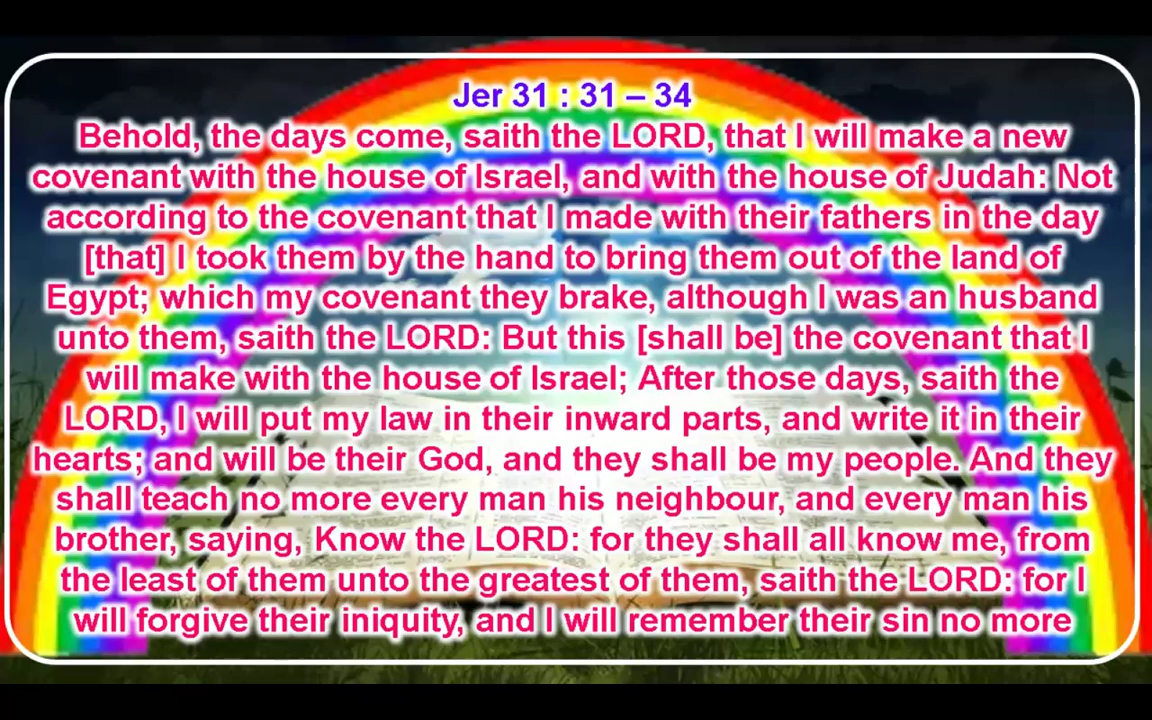 Jer 31 : 31 – 34
Behold, the days come, saith the LORD, that I will make a new
covenant with the house of Israel, and with the house of Judah: Not
according to the covenant that I made with their fathers in the day
[that] I took them by the hand to bring them out of the land of
Egypt; which my covenant they brake, although I was an husband
unto them, saith the LORD: But this [shall be] the covenant that I
will make with the house of Israel; After those days, saith the
LORD, I will put my law in their inward parts, and write it in their
hearts; and will be their God, and they shall be my people. And they
shall teach no more every man his neighbour, and every man his
brother, saying, Know the LORD: for they shall all know me, from
the least of them unto the greatest of them, saith the LORD: for I
will forgive their iniquity, and I will remember their sin no more